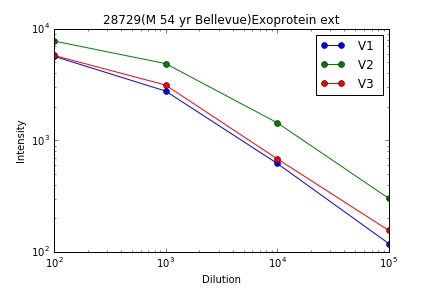 28729(M 54 yr Bellevue)Exoprotein ext
10^4
10^3
10^2
Intensity
10^2 10^3 10^4 10^5
Dilution
V1
V2
V3